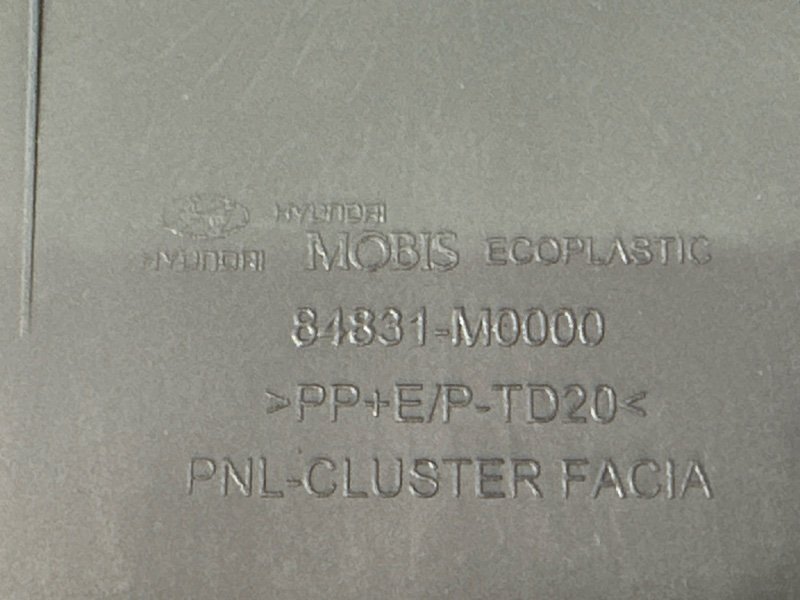 HYUNDAI
HYUNDAI MOBIS ECOPLASTIC
84831-M0000
>PP+E/P-TD20<
PNL-CLUSTER FACIA